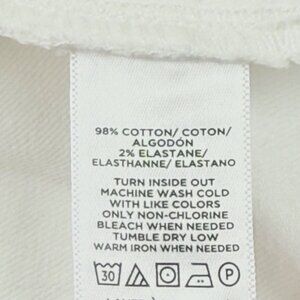 98% COTTON/ COTON/
ALGODÓN
2% ELASTANE/
ELASTHANNE/ ELASTANO
TURN INSIDE OUT
MACHINE WASH COLD
WITH LIKE COLORS
ONLY NON-CHLORINE
BLEACH WHEN NEEDED
TUMBLE DRY LOW
WARM IRON WHEN NEEDED
30 P